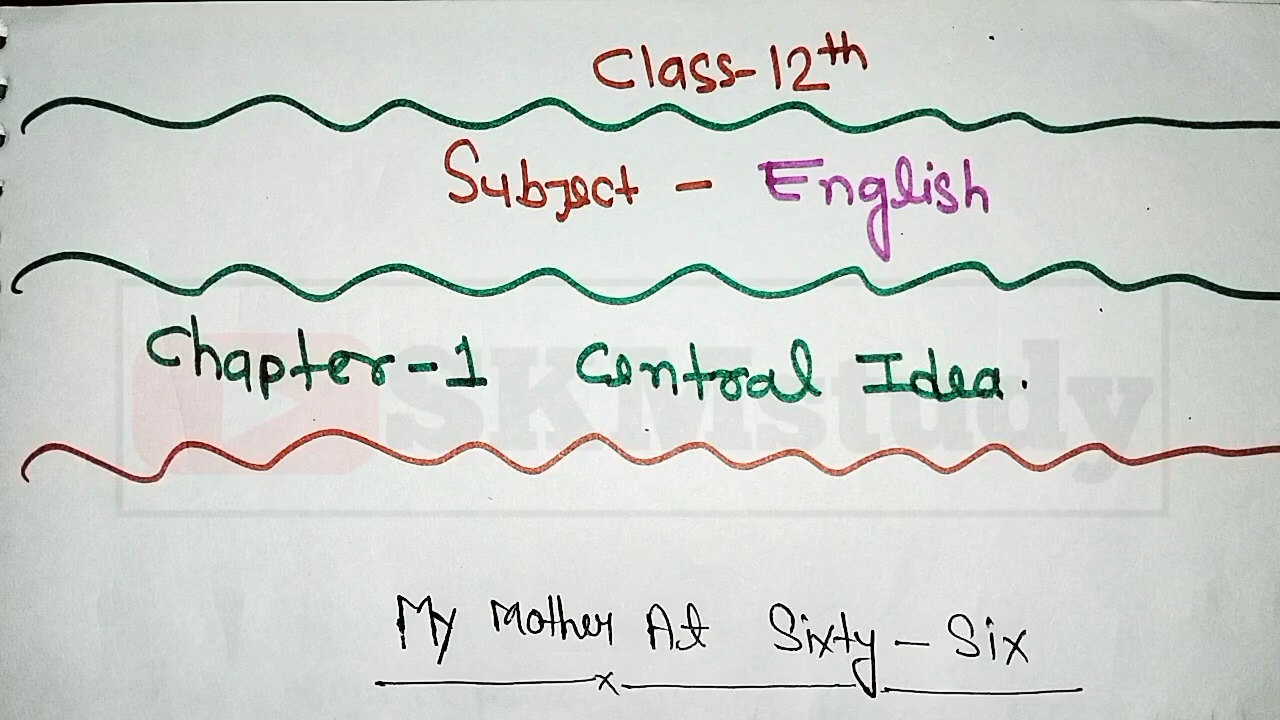 Class-12th
Subject - English
Chapter-1 Central Idea.
SKMstudy
My Mother At Sixty-Six